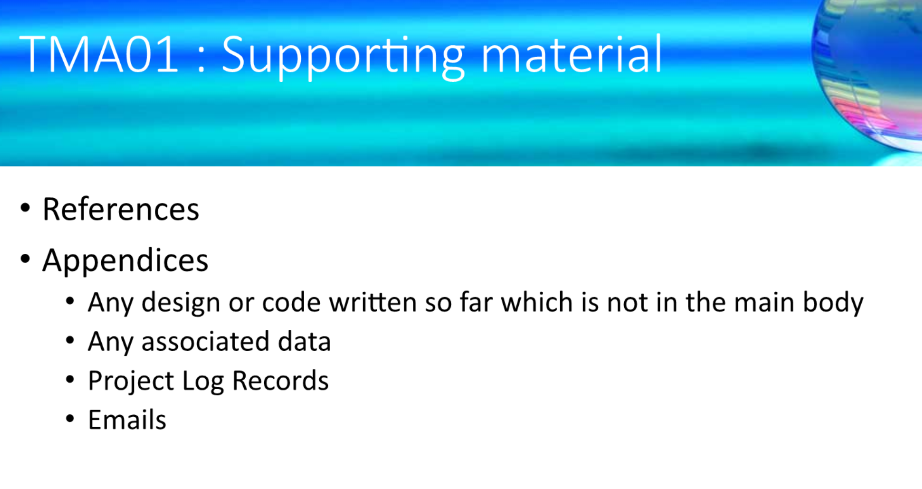 TMA01 : Supporting material
• References
• Appendices
• Any design or code written so far which is not in the main body
• Any associated data
• Project Log Records
• Emails